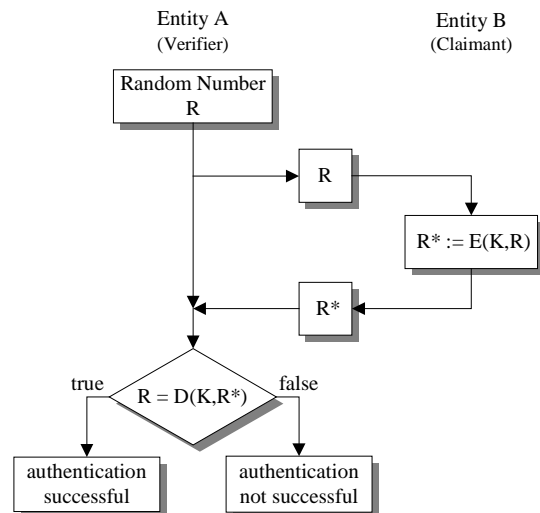 Entity A
(Verifier)
Entity B
(Claimant)
Random Number
R
R
R* := E(K,R)
R*
R = D(K,R*)
true
false
authentication
successful
authentication
not successful